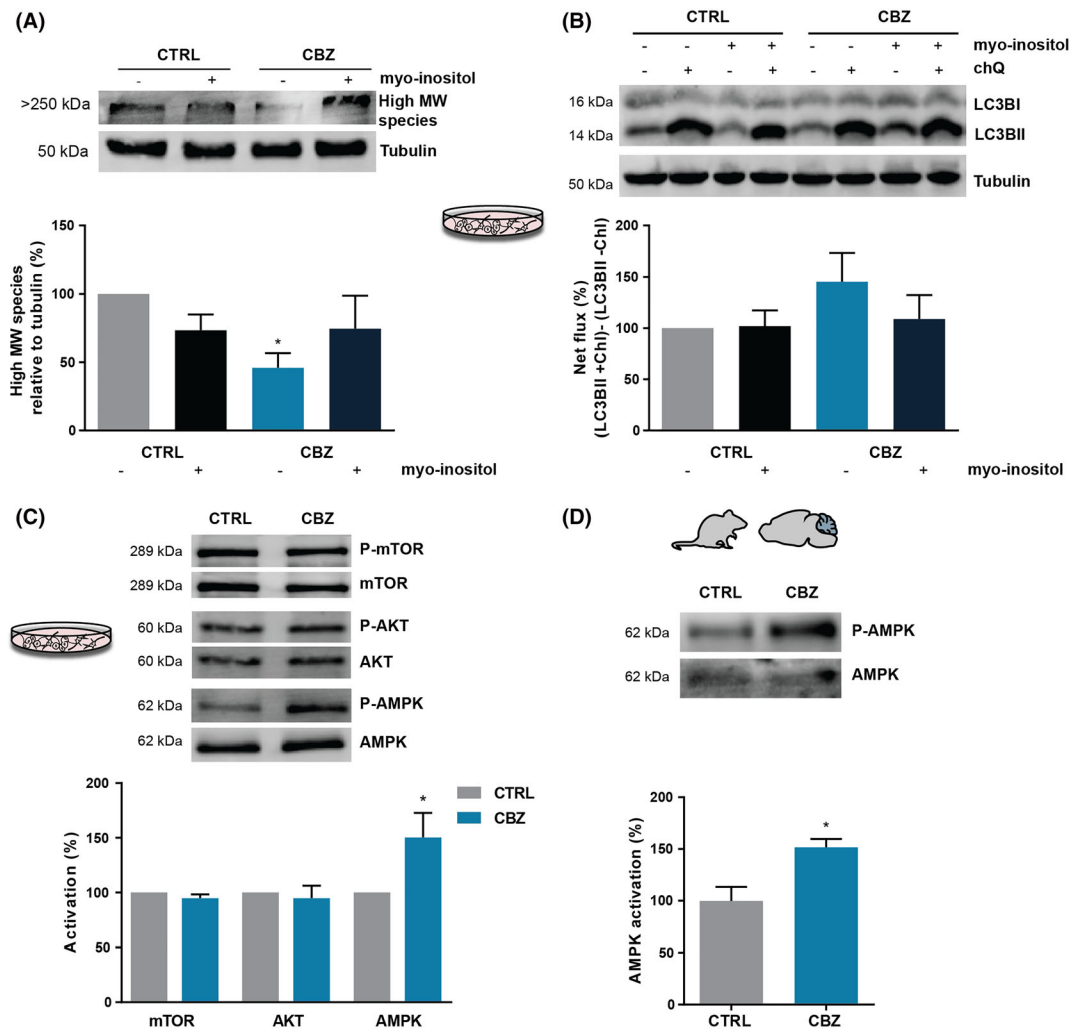 (A)
CTRL CBZ
- + - + myo-inositol
>250 kDa High MW
species
50 kDa Tubulin
150
100
50
0
High MW species
relative to tubulin (%)
*
CTRL CBZ
- + - + myo-inositol
(B)
CTRL CBZ
- - + + - - + + myo-inositol
- + - + - + - + chQ
16 kDa LC3BI
14 kDa LC3BII
50 kDa Tubulin
200
150
100
50
0
Net flux (%)
(LC3BII +Chl)- (LC3BII -Chl)
CTRL CBZ
- + - + myo-inositol
(C)
CTRL CBZ
289 kDa P-mTOR
289 kDa mTOR
60 kDa P-AKT
60 kDa AKT
62 kDa P-AMPK
62 kDa AMPK
200
150
100
50
0
Activation (%)
*
CTRL
CBZ
mTOR AKT AMPK
(D)
CTRL CBZ
62 kDa P-AMPK
62 kDa AMPK
200
150
100
50
0
AMPK activation (%)
*
CTRL CBZ